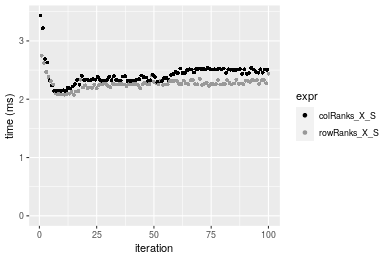 3
2
1
0
time (ms)
0
25
50
75
100
iteration
expr
colRanks_X_S
rowRanks_X_S